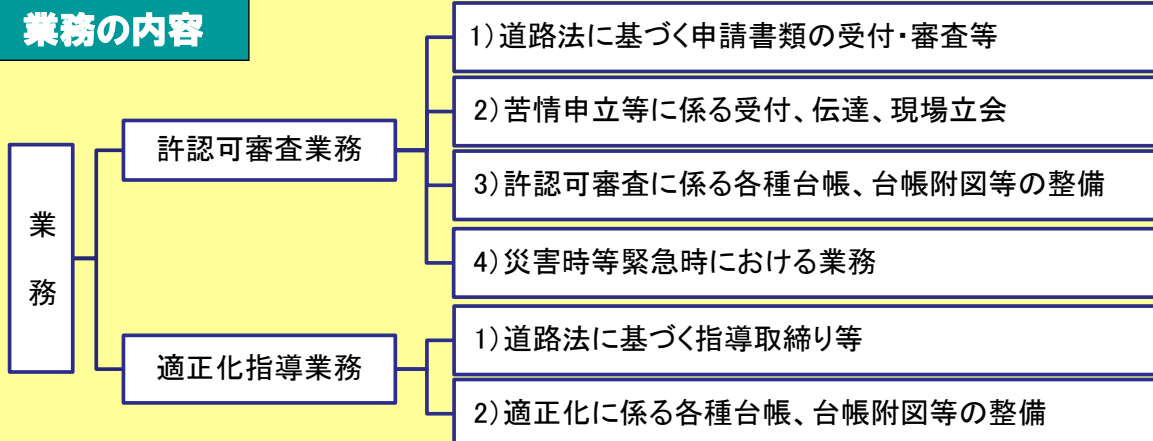 業務の内容
業務
許認可審査業務
1)道路法に基づく申請書類の受付・審査等
2)苦情申立等に係る受付、伝達、現場立会
3)許認可審査に係る各種台帳、台帳附図等の整備
4)災害時等緊急時における業務
適正化指導業務
1)道路法に基づく指導取締り等
2)適正化に係る各種台帳、台帳附図等の整備